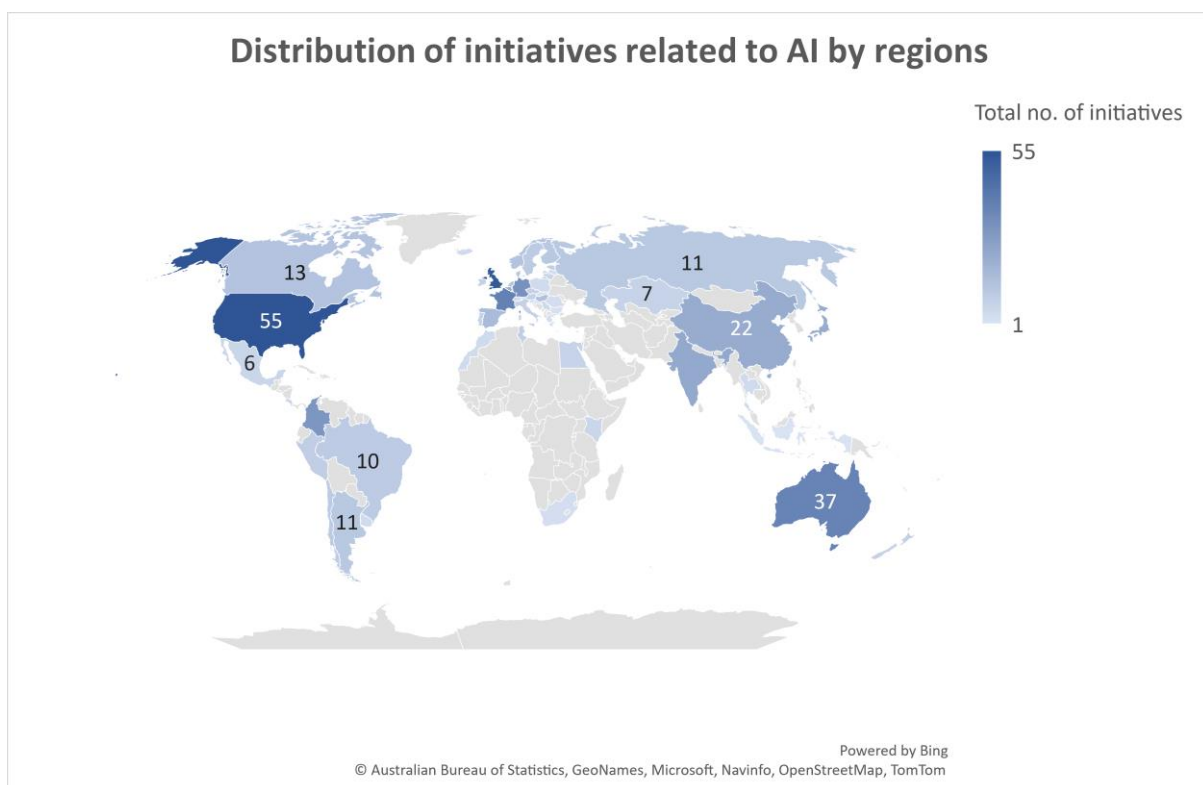 Distribution of initiatives related to AI by regions
Total no. of initiatives
55
1
13
11
7
55
22
6
10
37
11
Powered by Bing
© Australian Bureau of Statistics, GeoNames, Microsoft, Navinfo, OpenStreetMap, TomTom